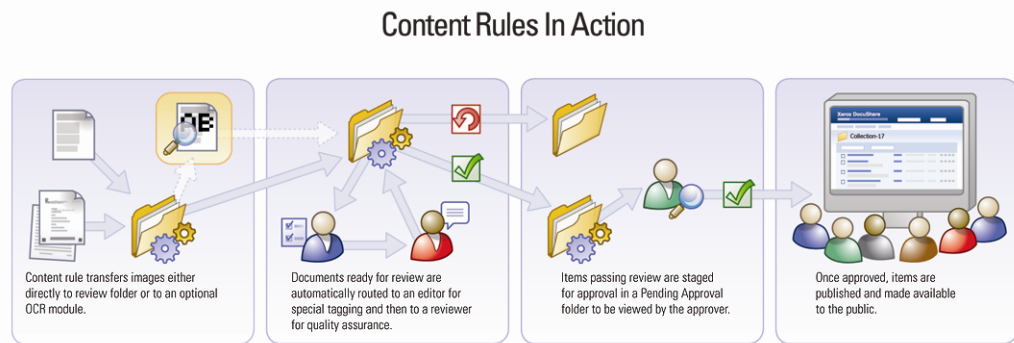 Content Rules In Action
Content rule transfers images either
directly to review folder or to an optional
OCR module.
Documents ready for review are
automatically routed to an editor for
special tagging and then to a reviewer
for quality assurance.
Items passing review are staged
for approval in a Pending Approval
folder to be viewed by the approver.
Xerox DocuShare
Collection-17
Once approved, items are
published and made available
to the public.